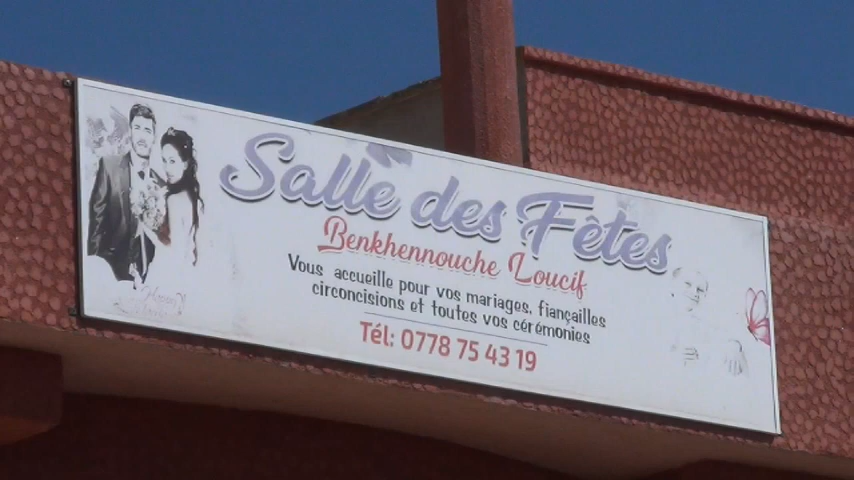 Salle des Fêtes
Benkhennouche Loucif
Vous accueille pour vos mariages, fiançailles
circoncisions et toutes vos cérémonies
Tél: 0778 75 43 19